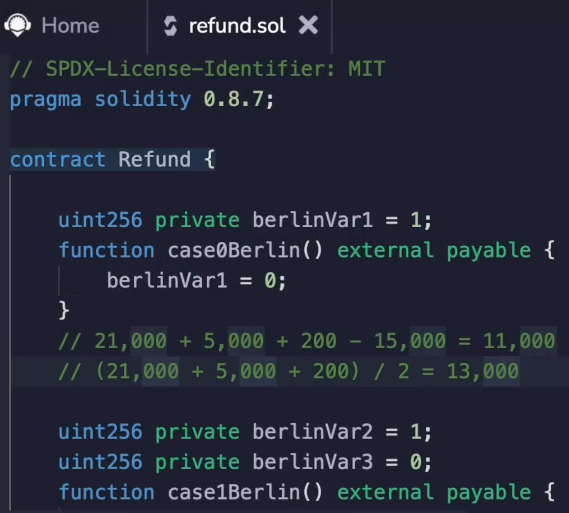 Home refund.sol
// SPDX-License-Identifier: MIT
pragma solidity 0.8.7;
contract Refund {
uint256 private berlinVar1 = 1;
function case0Berlin() external payable {
berlinVar1 = 0;
}
// 21,000 + 5,000 + 200 - 15,000 = 11,000
// (21,000 + 5,000 + 200) / 2 = 13,000
uint256 private berlinVar2 = 1;
uint256 private berlinVar3 = 0;
function case1Berlin() external payable {